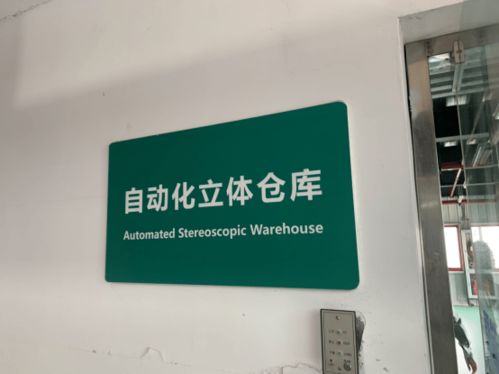 自动化立体仓库
Automated Stereoscopic Warehouse